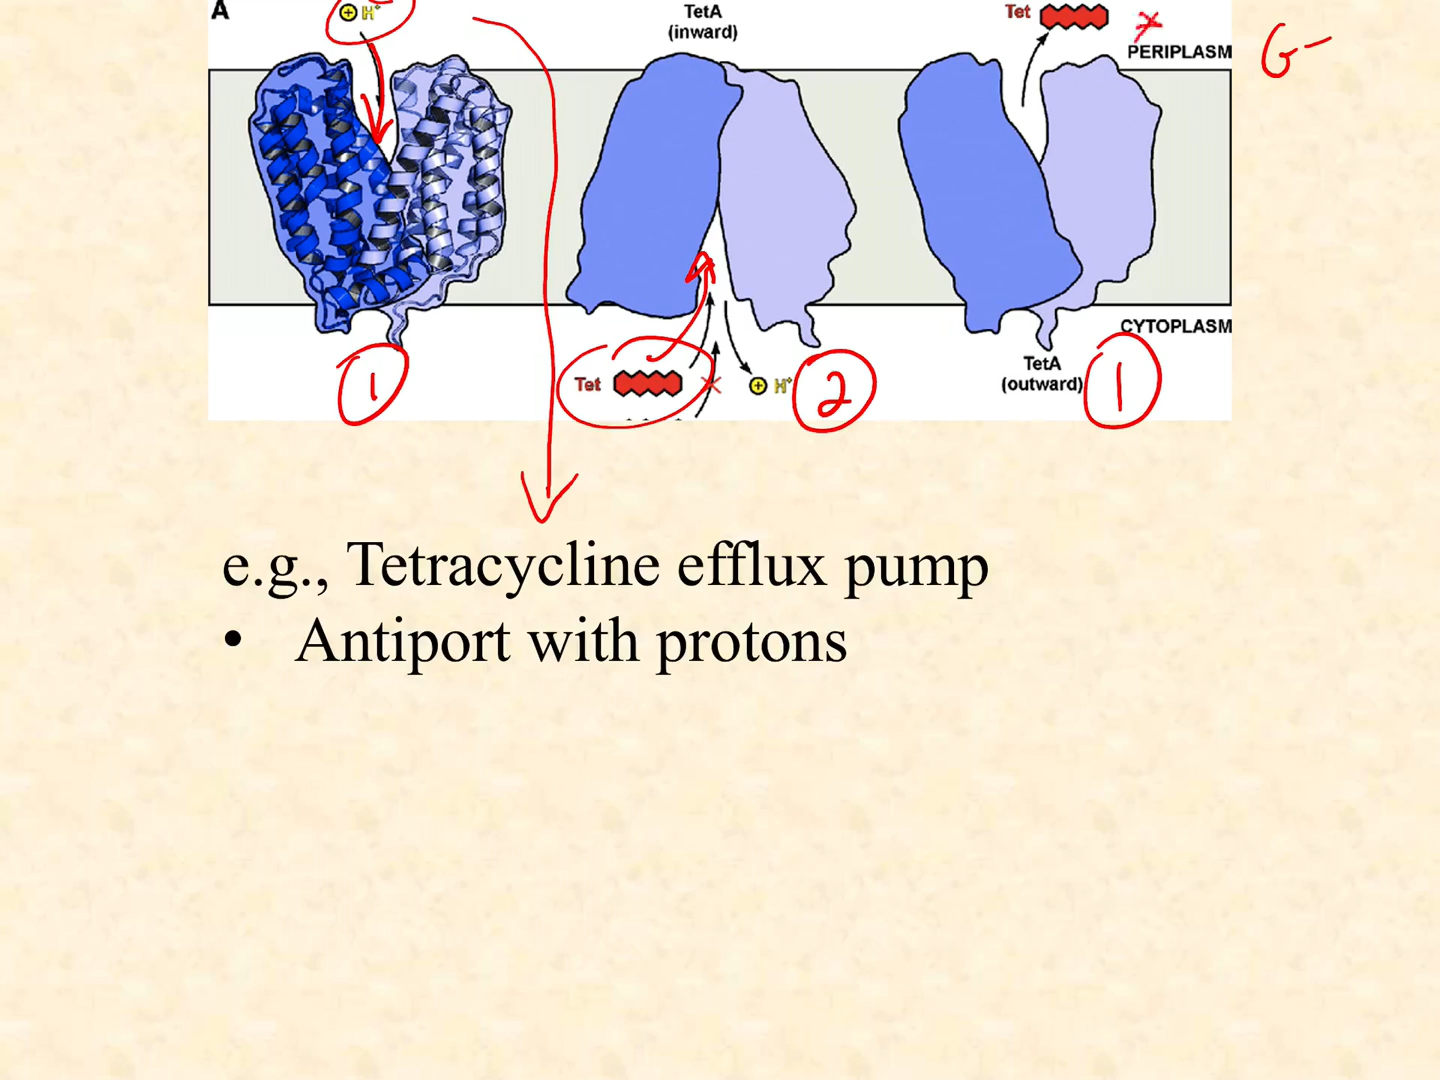 A
H⁺
TetA
(inward)
Tet
PERIPLASM
G-
CYTOPLASM
TetA
(outward)
1
Tet
H⁺
2
1
e.g., Tetracycline efflux pump
• Antiport with protons